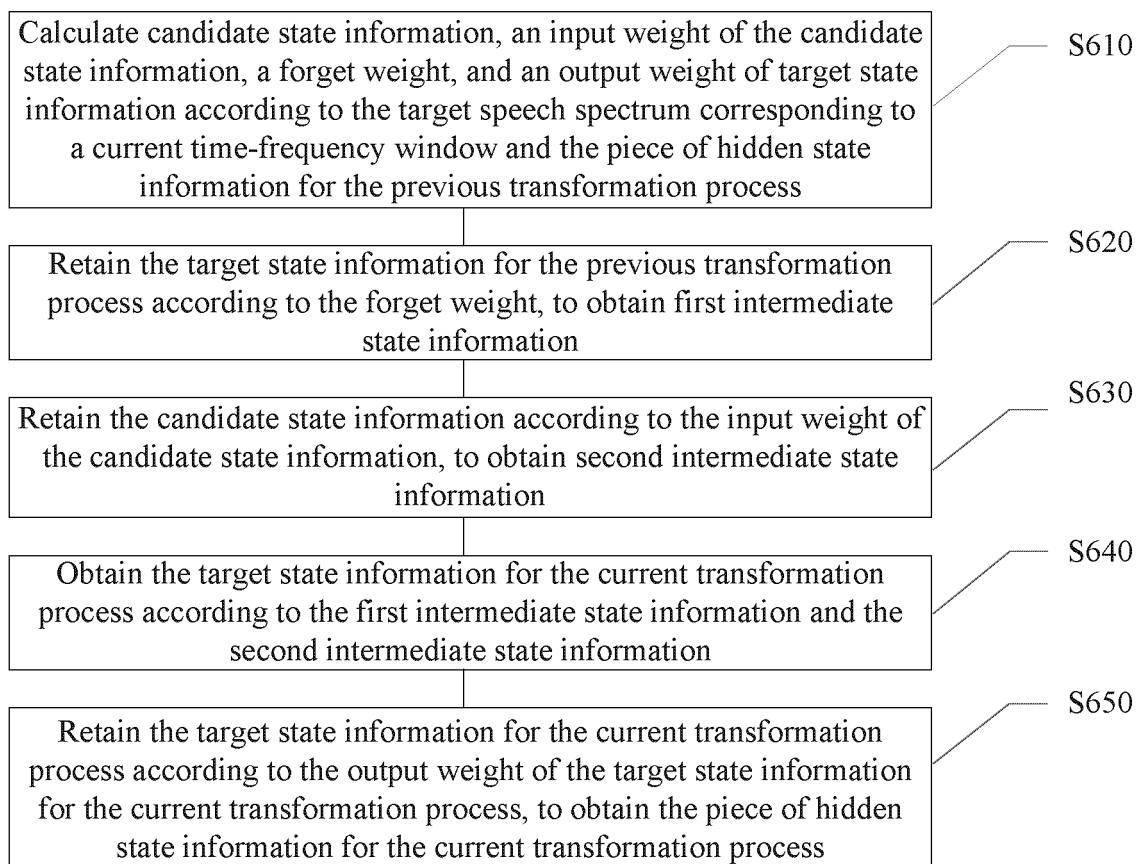 Calculate candidate state information, an input weight of the candidate
state information, a forget weight, and an output weight of target state
information according to the target speech spectrum corresponding to
a current time-frequency window and the piece of hidden state
information for the previous transformation process
S610
Retain the target state information for the previous transformation
process according to the forget weight, to obtain first intermediate
state information
S620
Retain the candidate state information according to the input weight of
the candidate state information, to obtain second intermediate state
information
S630
Obtain the target state information for the current transformation
process according to the first intermediate state information and the
second intermediate state information
S640
Retain the target state information for the current transformation
process according to the output weight of the target state information
for the current transformation process, to obtain the piece of hidden
state information for the current transformation process
S650